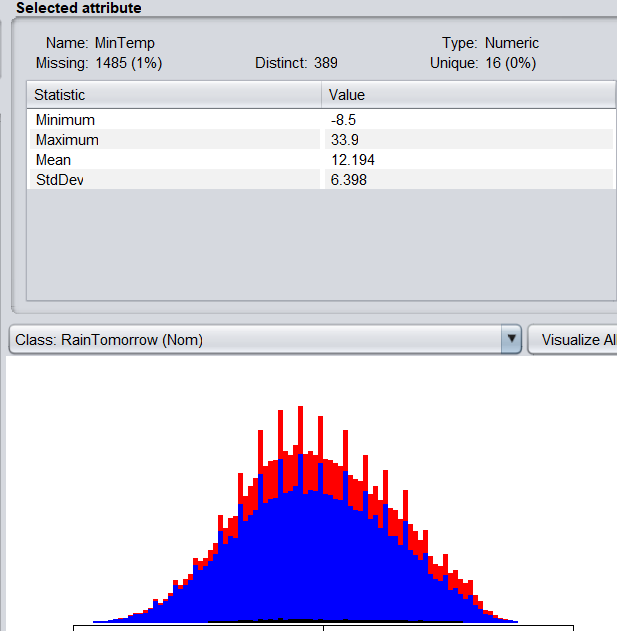 Selected attribute
Name: MinTemp Type: Numeric
Missing: 1485 (1%) Distinct: 389 Unique: 16 (0%)
Statistic Value
Minimum -8.5
Maximum 33.9
Mean 12.194
StdDev 6.398
Class: RainTomorrow (Nom) Visualize Al